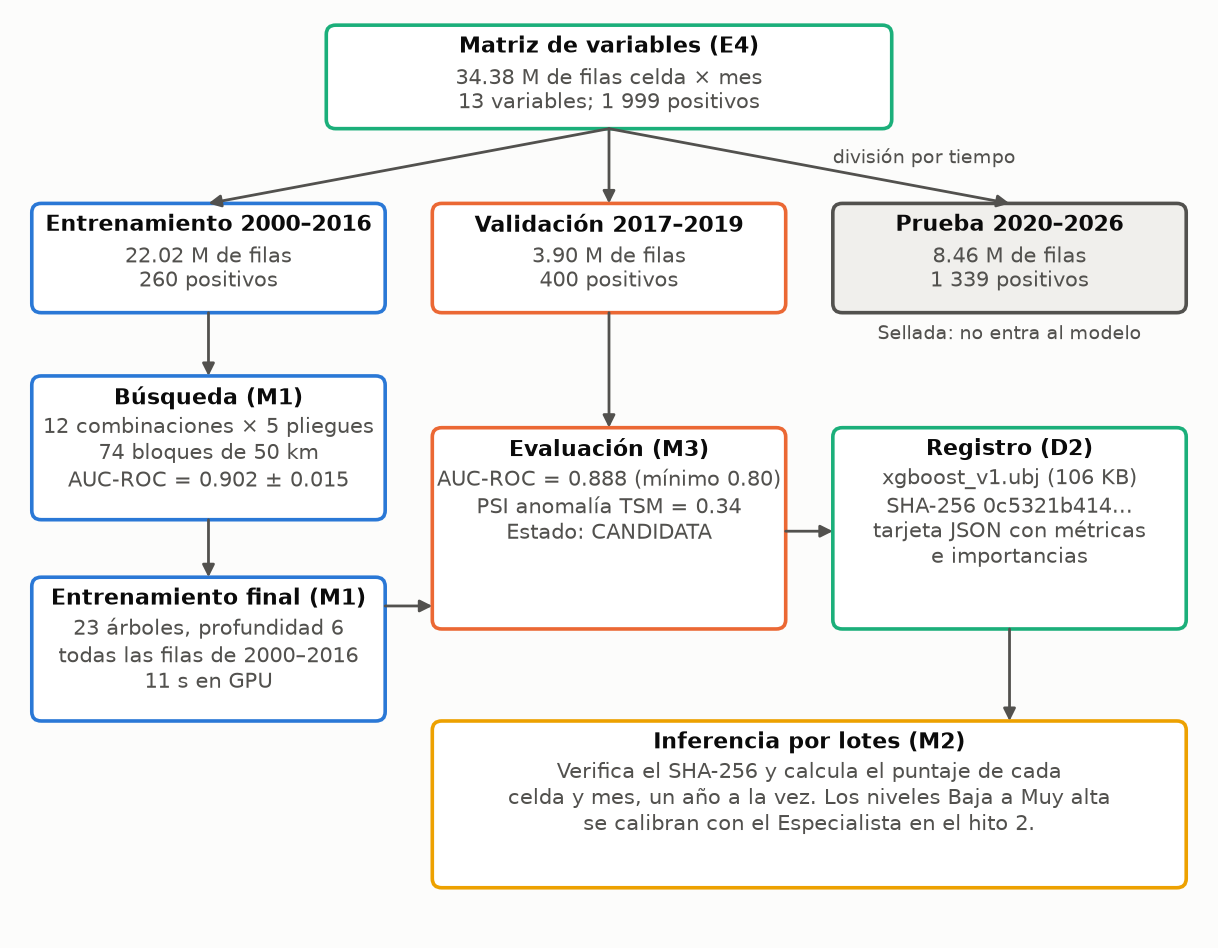 Matriz de variables (E4)
34.38 M de filas celda × mes
13 variables; 1 999 positivos
división por tiempo
Entrenamiento 2000–2016
22.02 M de filas
260 positivos
Validación 2017–2019
3.90 M de filas
400 positivos
Prueba 2020–2026
8.46 M de filas
1 339 positivos
Sellada: no entra al modelo
Búsqueda (M1)
12 combinaciones × 5 pliegues
74 bloques de 50 km
AUC-ROC = 0.902 ± 0.015
Evaluación (M3)
AUC-ROC = 0.888 (mínimo 0.80)
PSI anomalía TSM = 0.34
Estado: CANDIDATA
Registro (D2)
xgboost_v1.ubj (106 KB)
SHA-256 0c5321b414…
tarjeta JSON con métricas
e importancias
Entrenamiento final (M1)
23 árboles, profundidad 6
todas las filas de 2000–2016
11 s en GPU
Inferencia por lotes (M2)
Verifica el SHA-256 y calcula el puntaje de cada
celda y mes, un año a la vez. Los niveles Baja a Muy alta
se calibran con el Especialista en el hito 2.